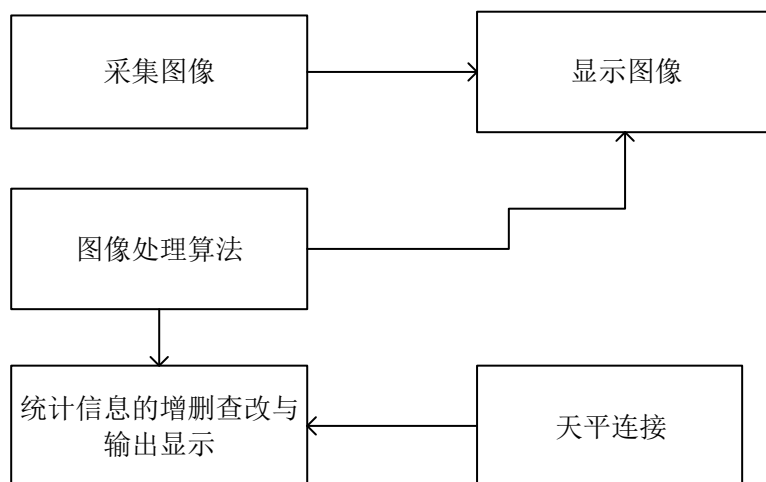 采集图像
显示图像
图像处理算法
统计信息的增删查改与
输出显示
天平连接